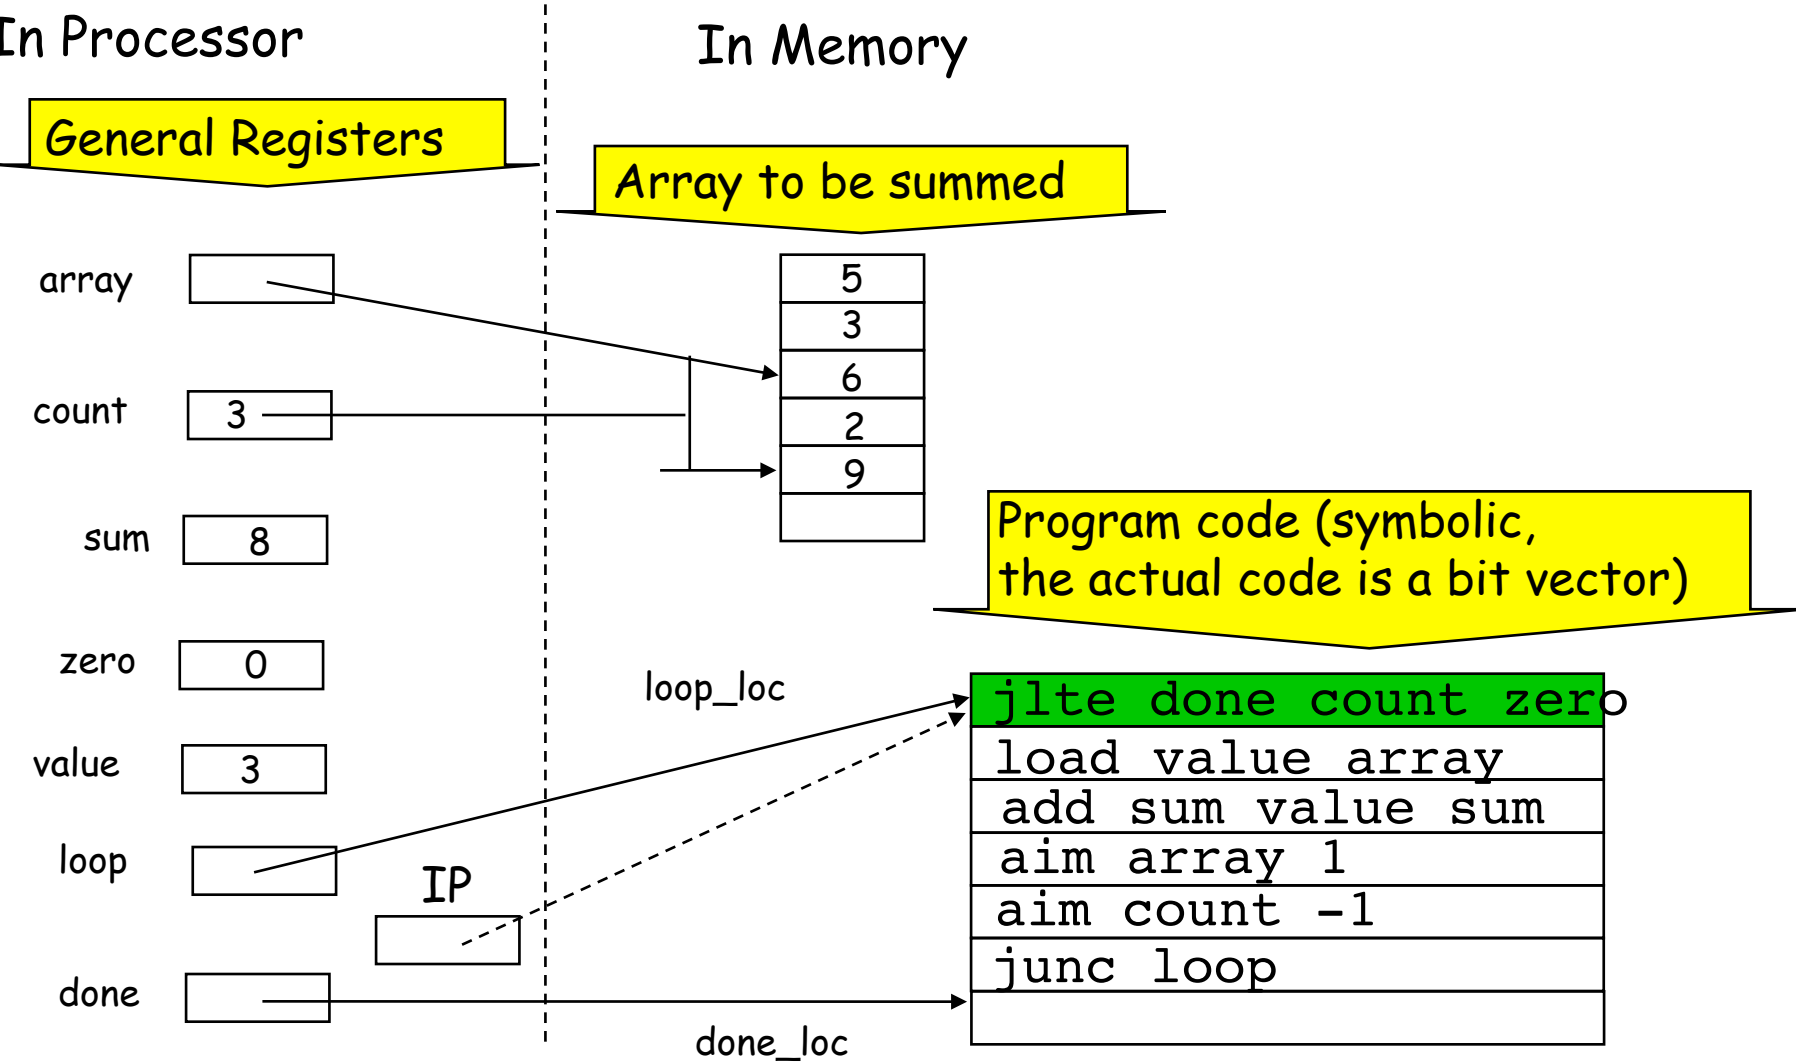 In Processor
In Memory
General Registers
Array to be summed
array
5
3
6
count
3
2
9
sum
8
Program code (symbolic,
the actual code is a bit vector)
zero
0
loop_loc
jlte done count zero
load value array
value
3
add sum value sum
loop
aim array 1
IP
aim count -1
junc loop
done
done_loc